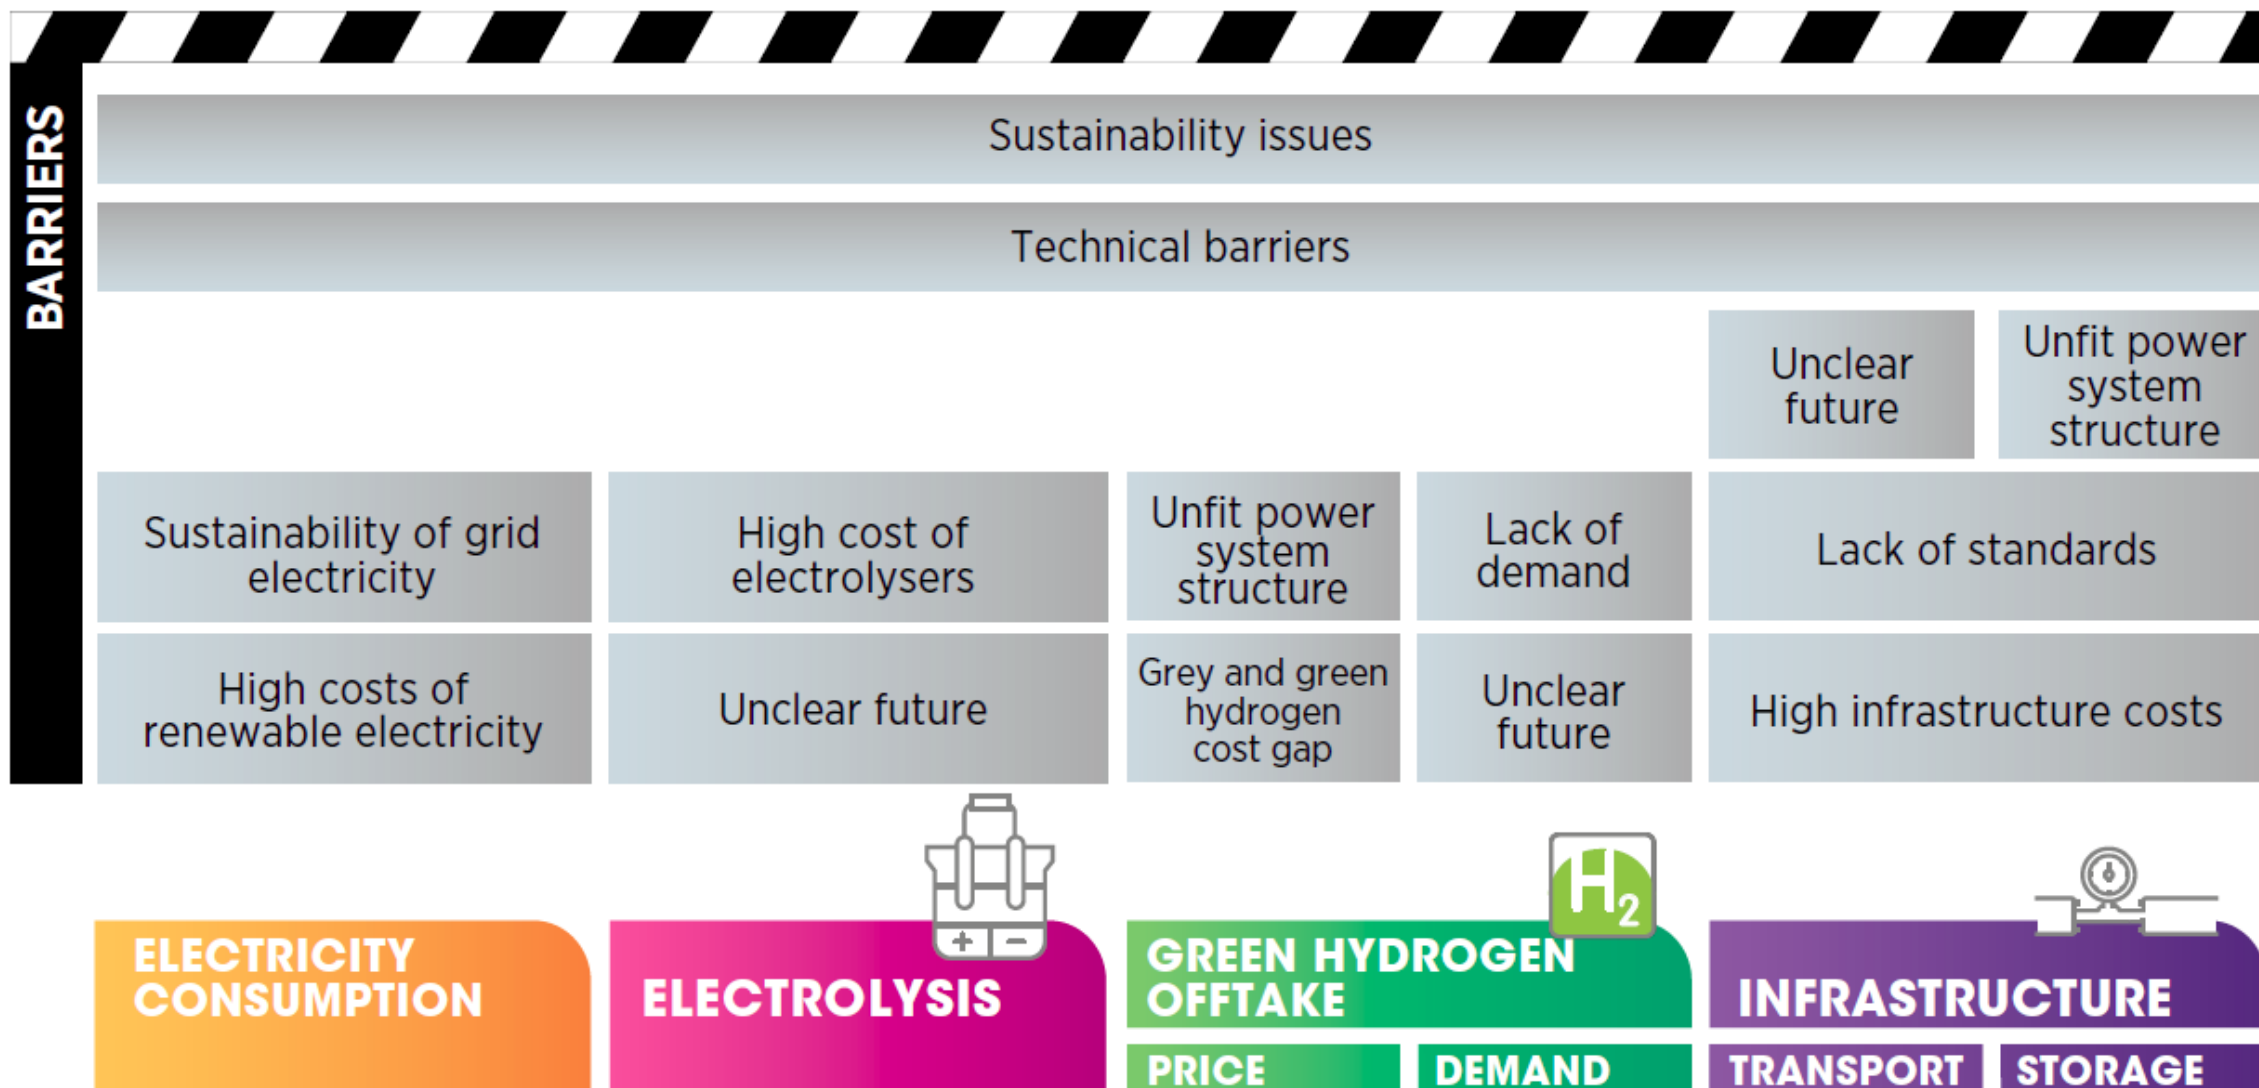 BARRIERS
Sustainability issues
Technical barriers
Unclear
future
Unfit power
system
structure
Sustainability of grid
electricity
High cost of
electrolysers
Unfit power
system
structure
Lack of
demand
Lack of standards
High costs of
renewable electricity
Unclear future
Grey and green
hydrogen
cost gap
Unclear
future
High infrastructure costs
+ −
H2
ELECTRICITY
CONSUMPTION
ELECTROLYSIS
GREEN HYDROGEN
OFFTAKE
INFRASTRUCTURE
PRICE
DEMAND
TRANSPORT
STORAGE